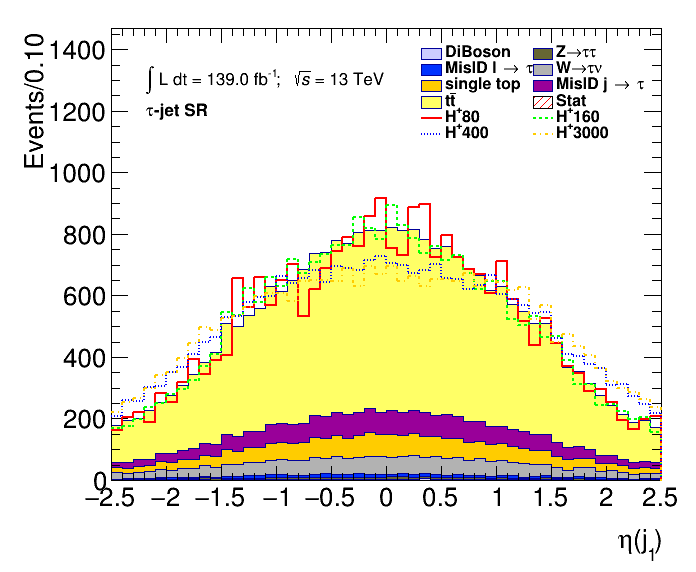 Events/0.10
1400
1200
1000
800
600
400
200
0
∫ L dt = 139.0 fb⁻¹; √s = 13 TeV
τ-jet SR
DiBoson Z→ττ
MisID l → τ W→τν
single top MisID j → τ
tt̄ Stat
H⁺80 H⁺160
H⁺400 H⁺3000
−2.5 −2 −1.5 −1 −0.5 0 0.5 1 1.5 2 2.5
η(j₁)